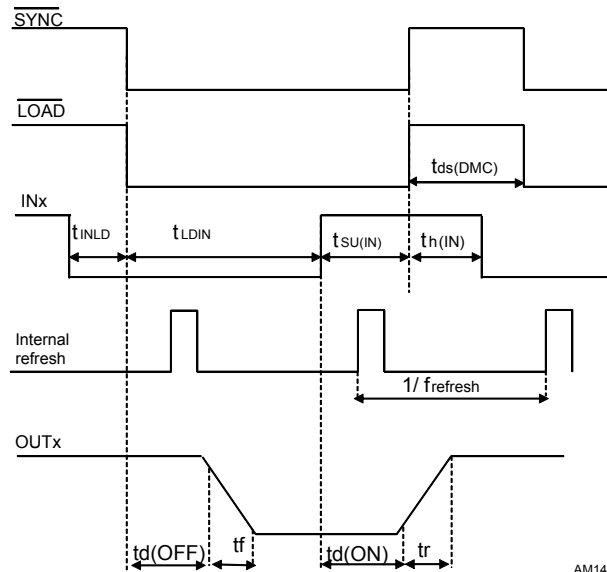 SYNC
LOAD
tds(DMC)
INx
tINLD
tLDIN
tSU(IN)
th(IN)
Internal
refresh
1/ frefresh
OUTx
td(OFF)
tf
td(ON)
tr
AM14